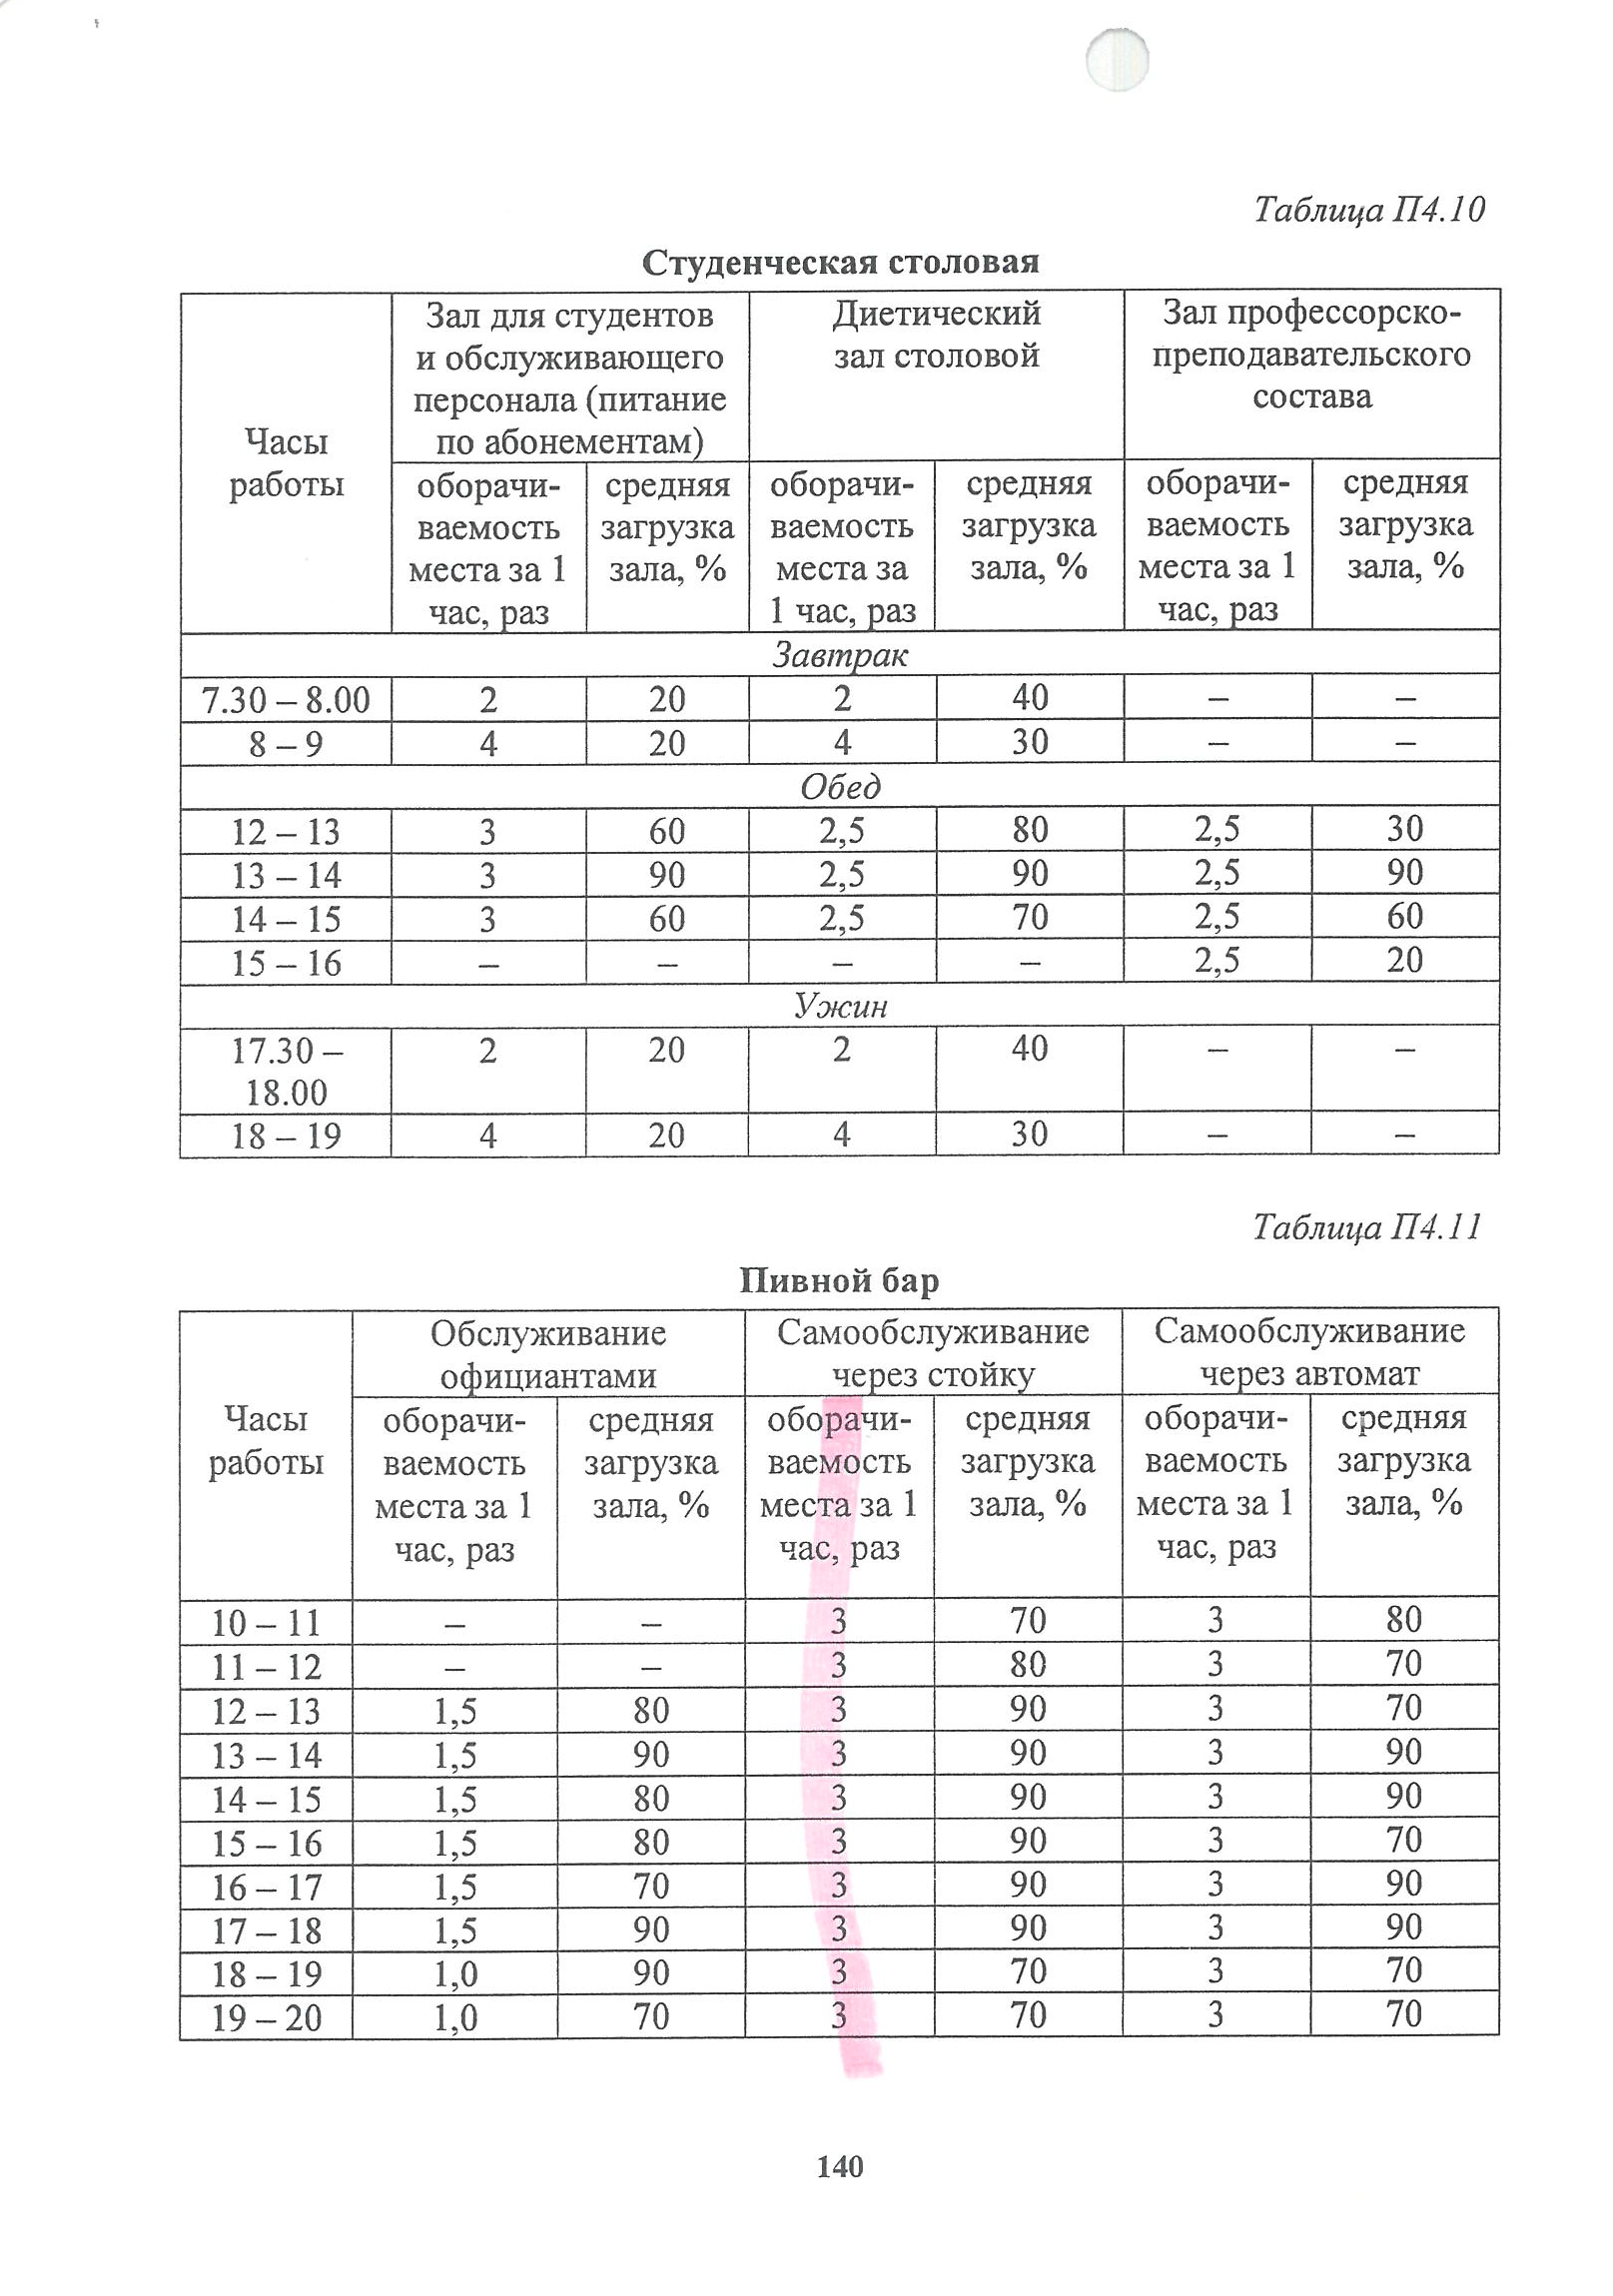 Таблица П4.10
Студенческая столовая
Часы работы
Зал для студентов
и обслуживающего
персонала (питание
по абонементам)
Диетический
зал столовой
Зал профессорско-
преподавательского
состава
оборачи-
ваемость
места за 1
час, раз
средняя
загрузка
зала, %
оборачи-
ваемость
места за
1 час, раз
средняя
загрузка
зала, %
оборачи-
ваемость
места за 1
час, раз
средняя
загрузка
зала, %
Завтрак
7.30 – 8.00 2 20 2 40 – –
8 – 9 4 20 4 30 – –
Обед
12 – 13 3 60 2,5 80 2,5 30
13 – 14 3 90 2,5 90 2,5 90
14 – 15 3 60 2,5 70 2,5 60
15 – 16 – – – – 2,5 20
Ужин
17.30 – 2 20 2 40 – –
18.00
18 – 19 4 20 4 30 – –
Таблица П4.11
Пивной бар
Часы
работы
Обслуживание
официантами
Самообслуживание
через стойку
Самообслуживание
через автомат
оборачи-
ваемость
места за 1
час, раз
средняя
загрузка
зала, %
оборачи-
ваемость
места за 1
час, раз
средняя
загрузка
зала, %
оборачи-
ваемость
места за 1
час, раз
средняя
загрузка
зала, %
10 – 11 – – 3 70 3 80
11 – 12 – – 3 80 3 70
12 – 13 1,5 80 3 90 3 70
13 – 14 1,5 90 3 90 3 90
14 – 15 1,5 80 3 90 3 90
15 – 16 1,5 80 3 90 3 70
16 – 17 1,5 70 3 90 3 90
17 – 18 1,5 90 3 90 3 90
18 – 19 1,0 90 3 70 3 70
19 – 20 1,0 70 3 70 3 70
140